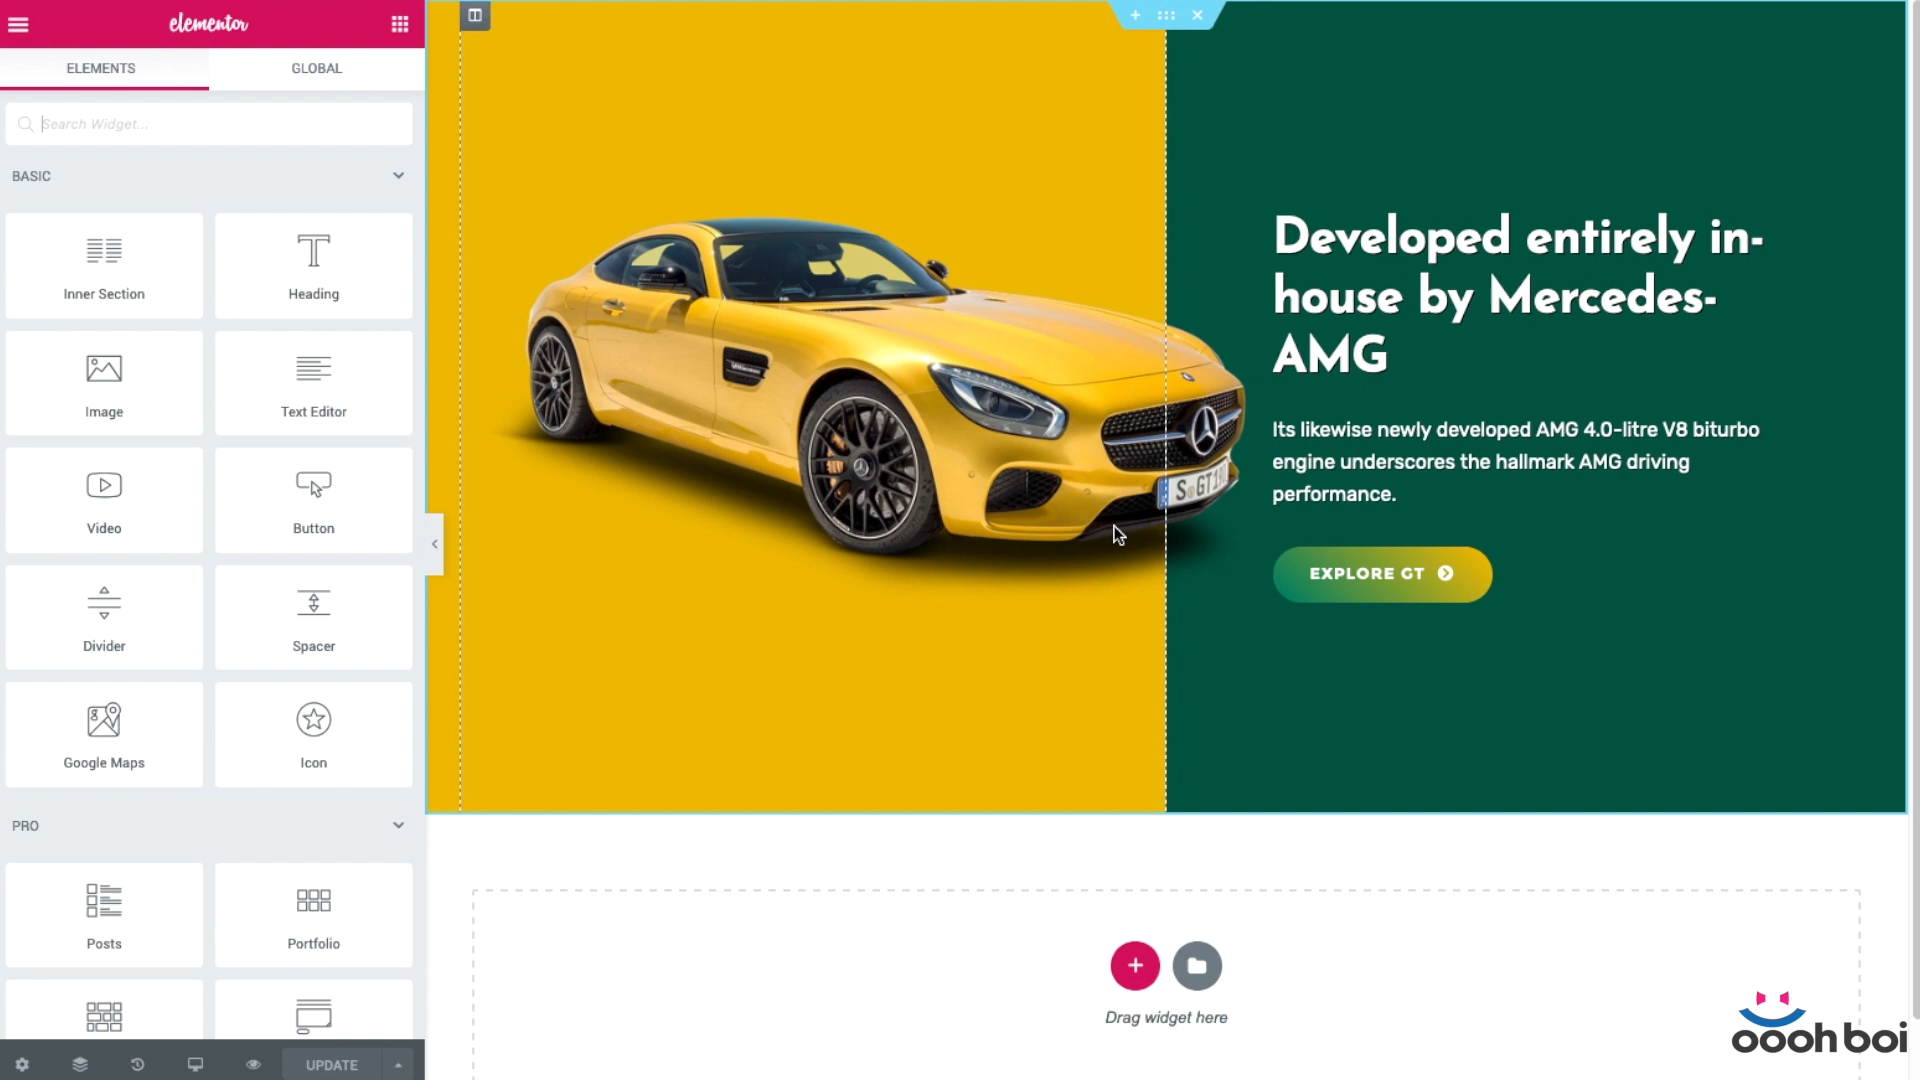 elementor
ELEMENTS
GLOBAL
Search Widget...
BASIC
Inner Section
Heading
Image
Text Editor
Video
Button
Divider
Spacer
Google Maps
Icon
PRO
Posts
Portfolio
UPDATE
Developed entirely in-
house by Mercedes-
AMG
Its likewise newly developed AMG 4.0-litre V8 biturbo
engine underscores the hallmark AMG driving
performance.
EXPLORE GT
Drag widget here
ooohboi